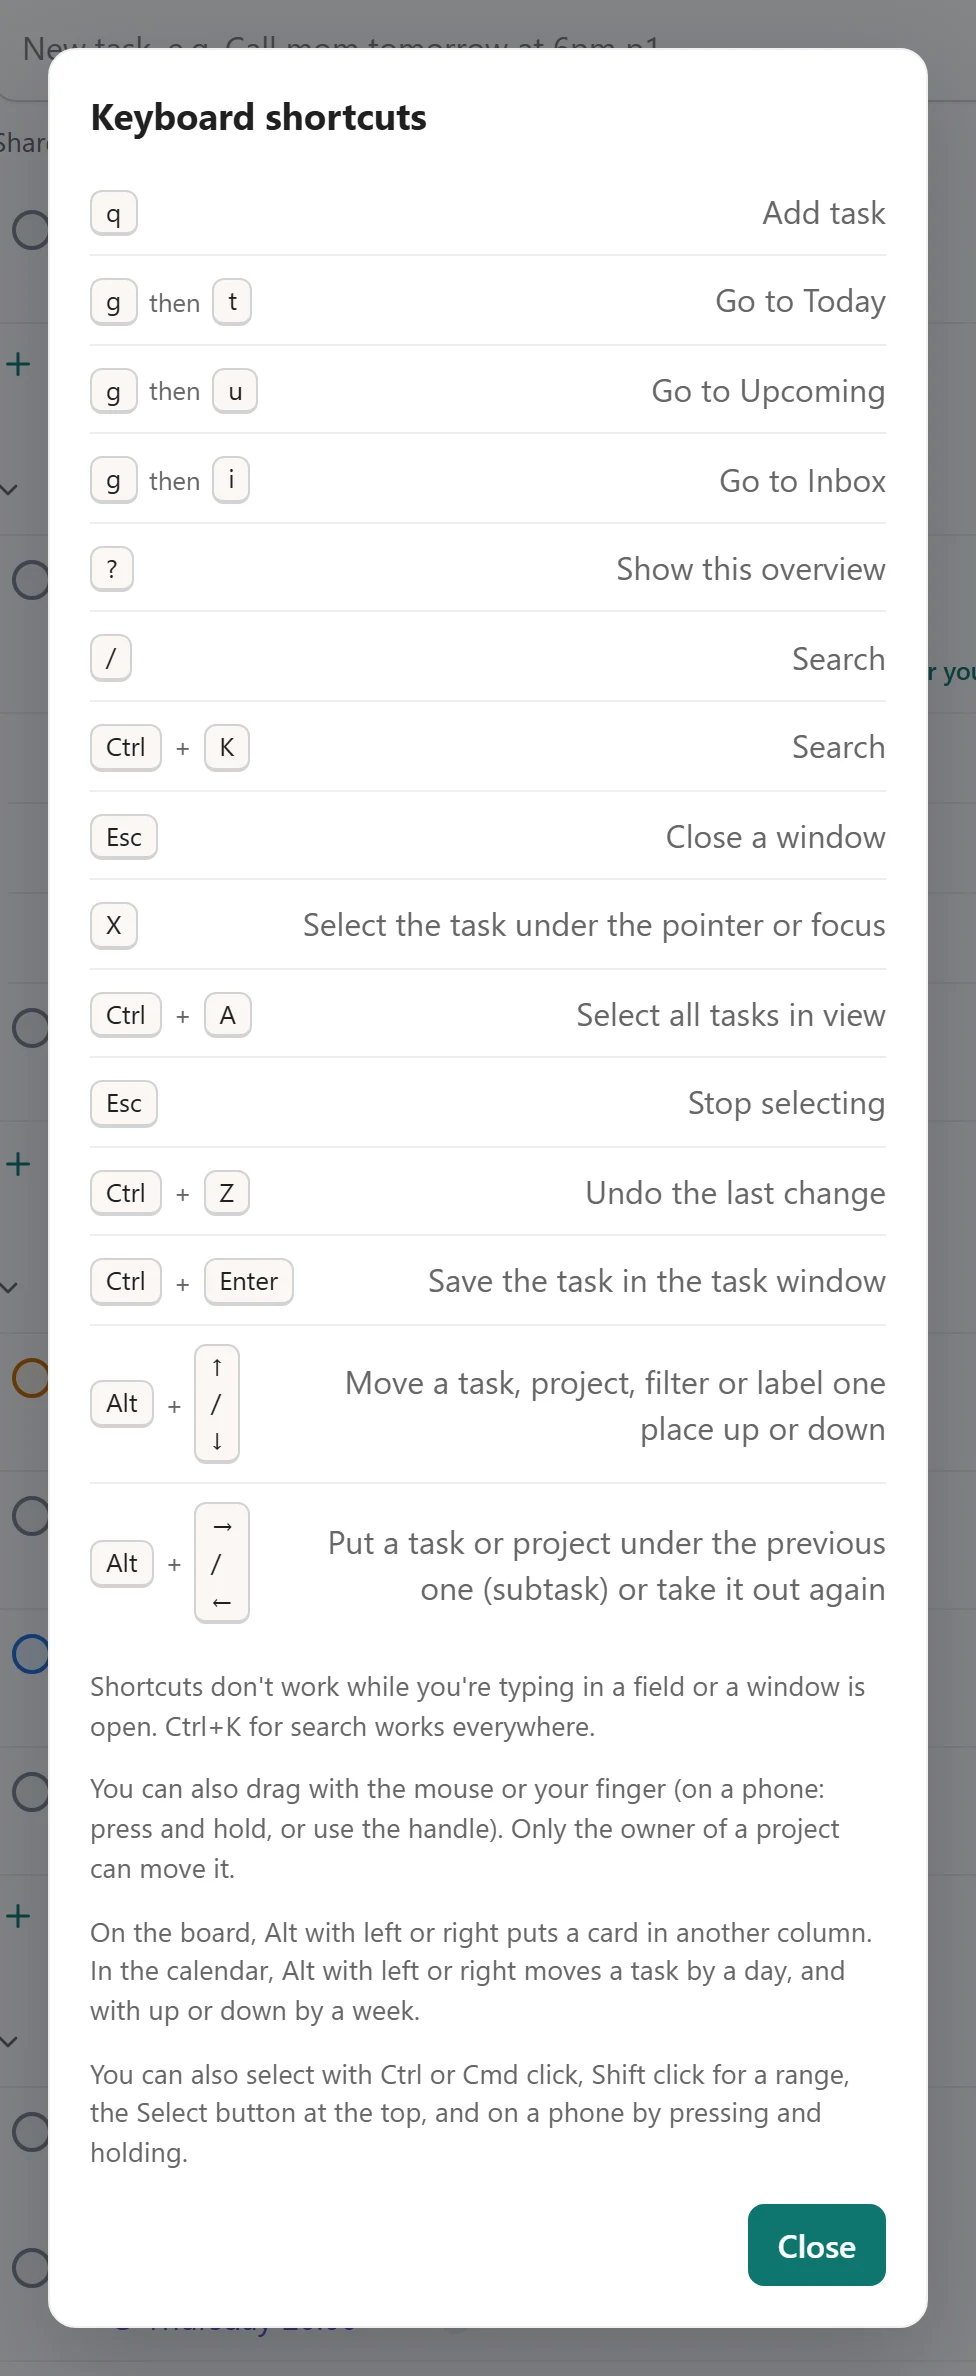 Keyboard shortcuts
q Add task
g then t Go to Today
g then u Go to Upcoming
g then i Go to Inbox
? Show this overview
/ Search
Ctrl + K Search
Esc Close a window
X Select the task under the pointer or focus
Ctrl + A Select all tasks in view
Esc Stop selecting
Ctrl + Z Undo the last change
Ctrl + Enter Save the task in the task window
Alt + ↑ / ↓ Move a task, project, filter or label one
place up or down
Alt + → / ← Put a task or project under the previous
one (subtask) or take it out again
Shortcuts don't work while you're typing in a field or a window is
open. Ctrl+K for search works everywhere.
You can also drag with the mouse or your finger (on a phone:
press and hold, or use the handle). Only the owner of a project
can move it.
On the board, Alt with left or right puts a card in another column.
In the calendar, Alt with left or right moves a task by a day, and
with up or down by a week.
You can also select with Ctrl or Cmd click, Shift click for a range,
the Select button at the top, and on a phone by pressing and
holding.
Close